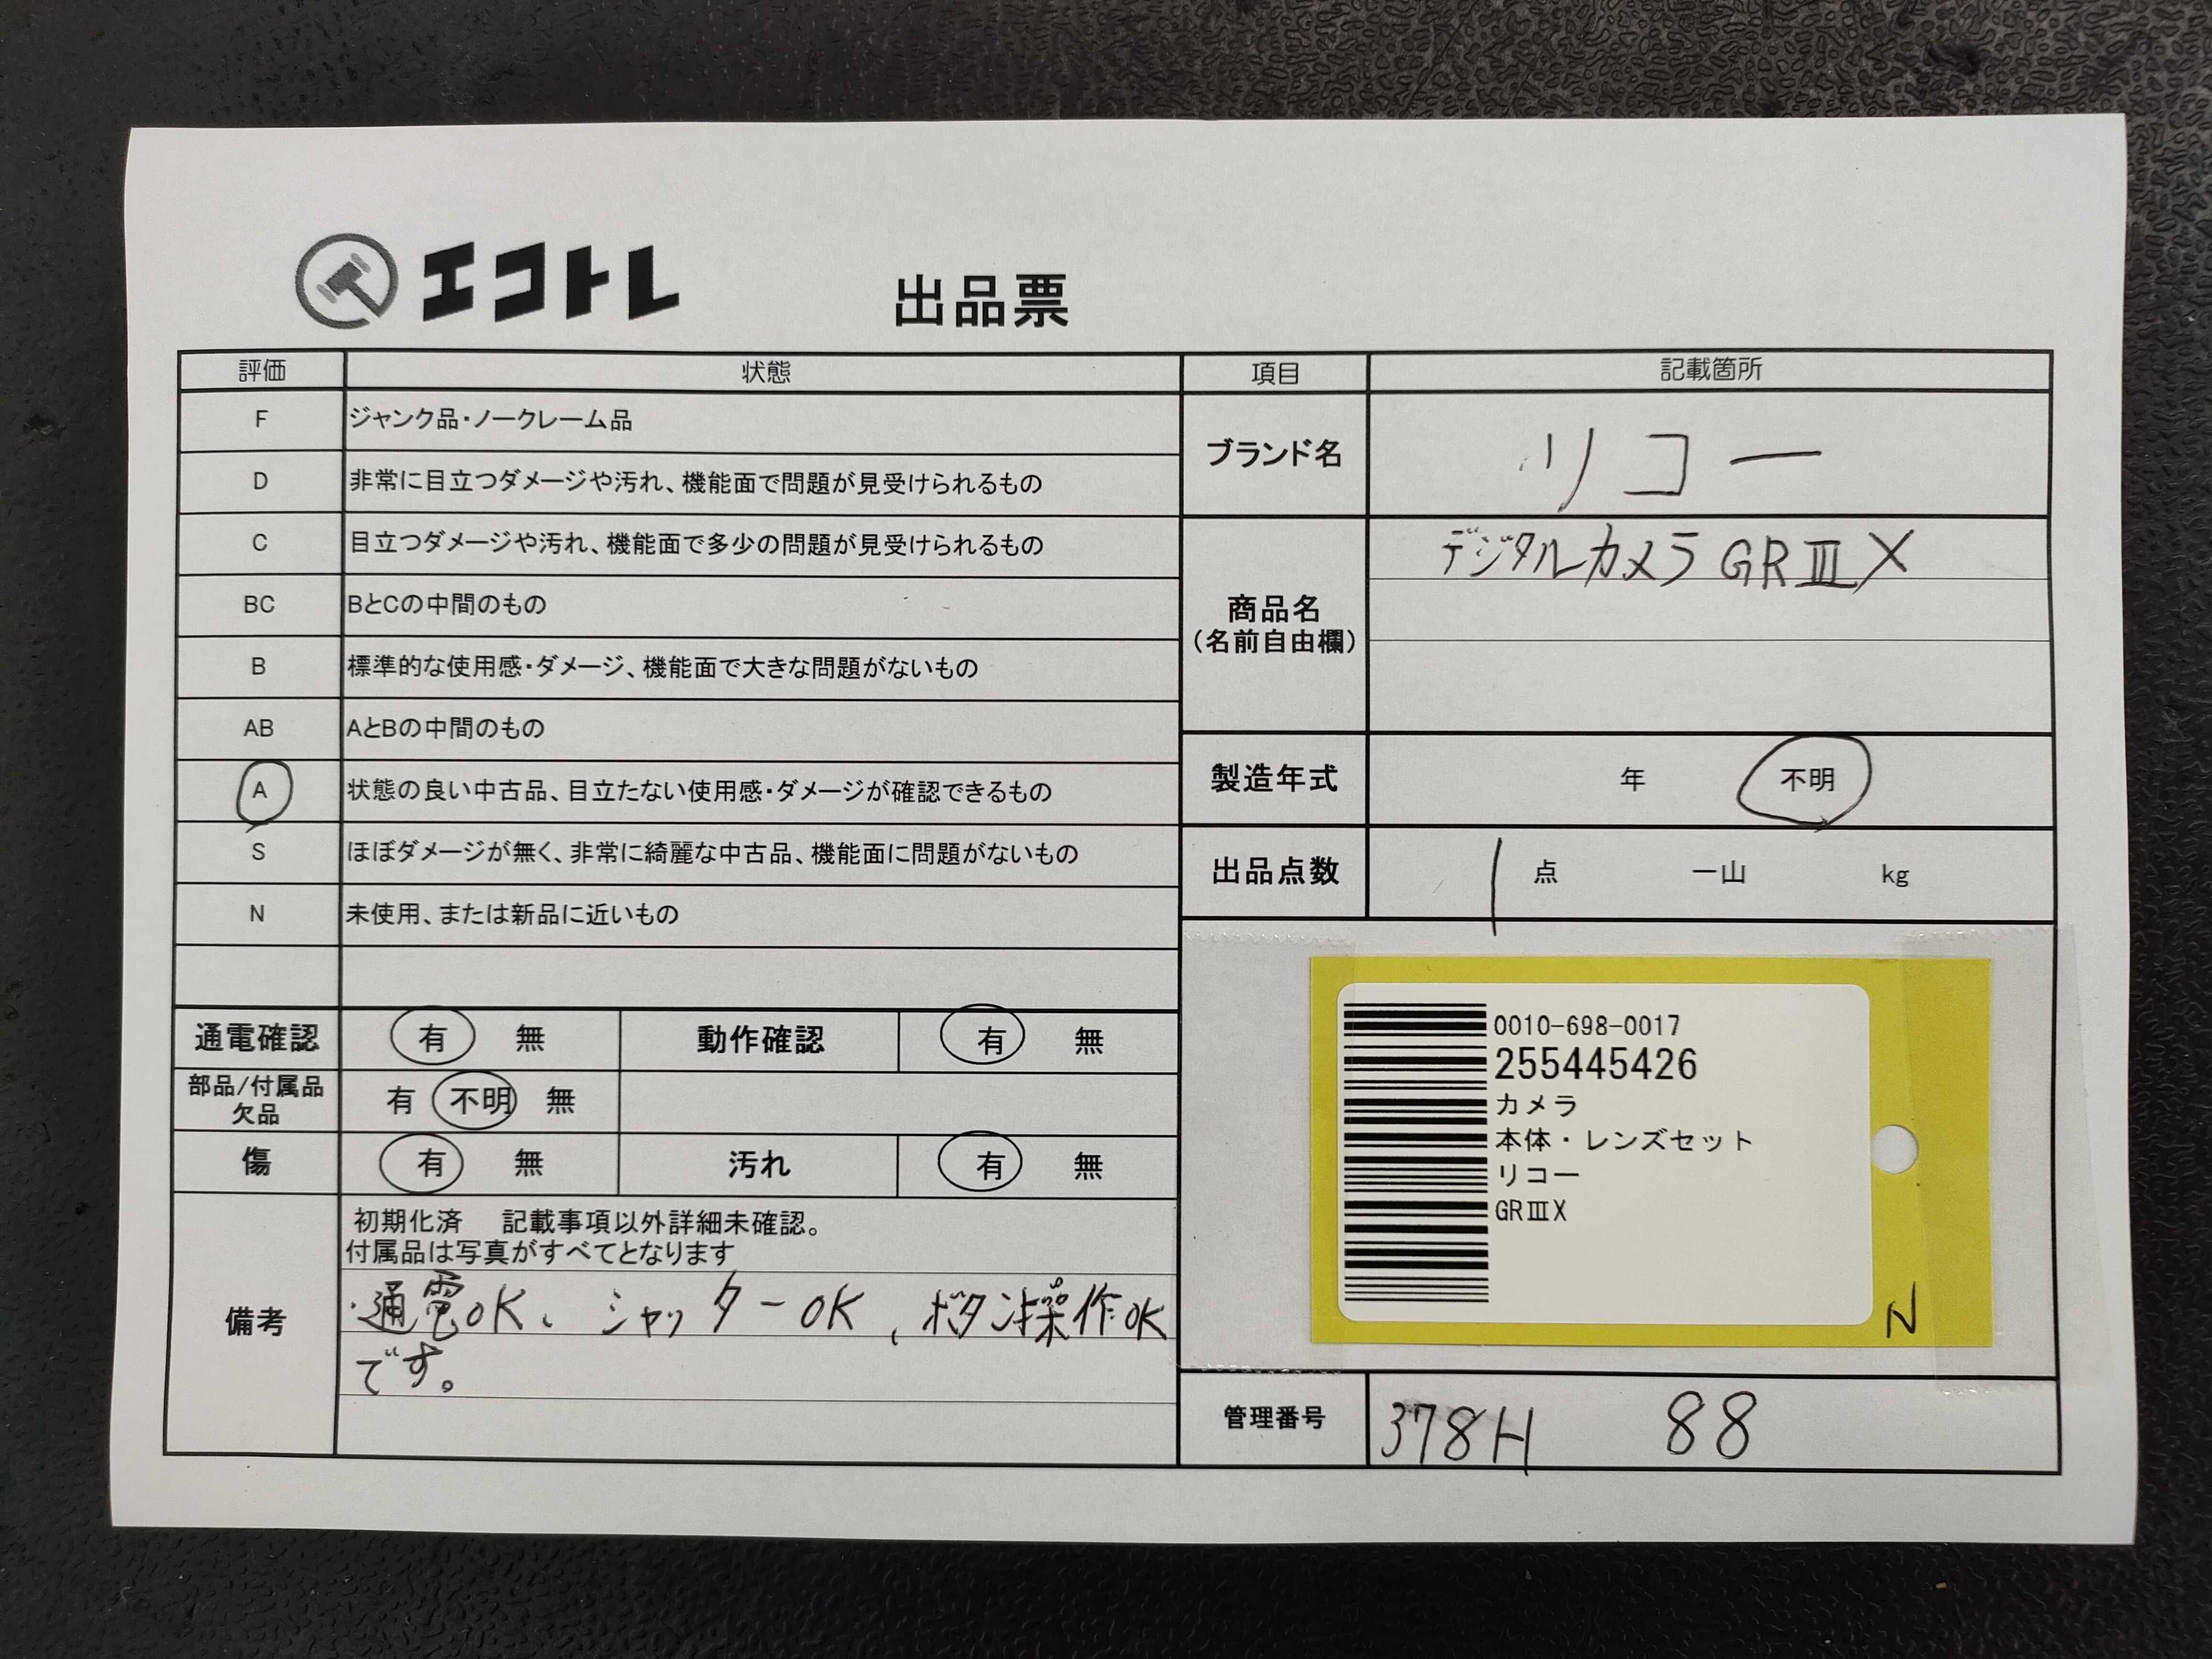 エコトレ
出品票
評価 状態
F ジャンク品・ノークレーム品
D 非常に目立つダメージや汚れ、機能面で問題が見受けられるもの
C 目立つダメージや汚れ、機能面で多少の問題が見受けられるもの
BC BとCの中間のもの
B 標準的な使用感・ダメージ、機能面で大きな問題がないもの
AB AとBの中間のもの
A 状態の良い中古品、目立たない使用感・ダメージが確認できるもの
S ほぼダメージが無く、非常に綺麗な中古品、機能面に問題がないもの
N 未使用、または新品に近いもの
通電確認 有 無 動作確認 有 無
部品/付属品
欠品 有 不明 無
傷 有 無 汚れ 有 無
備考
初期化済 記載事項以外詳細未確認。
付属品は写真がすべてとなります
・通電OK、シャッターOK、ボタン操作OK
です。
項目 記載箇所
ブランド名 リコー
商品名
(名前自由欄)
デジタルカメラ GRⅢX
製造年式 年 不明
出品点数 1 点 一山 kg
0010-698-0017
255445426
カメラ
本体・レンズセット
リコー
GRⅢX
N
管理番号 378H 88